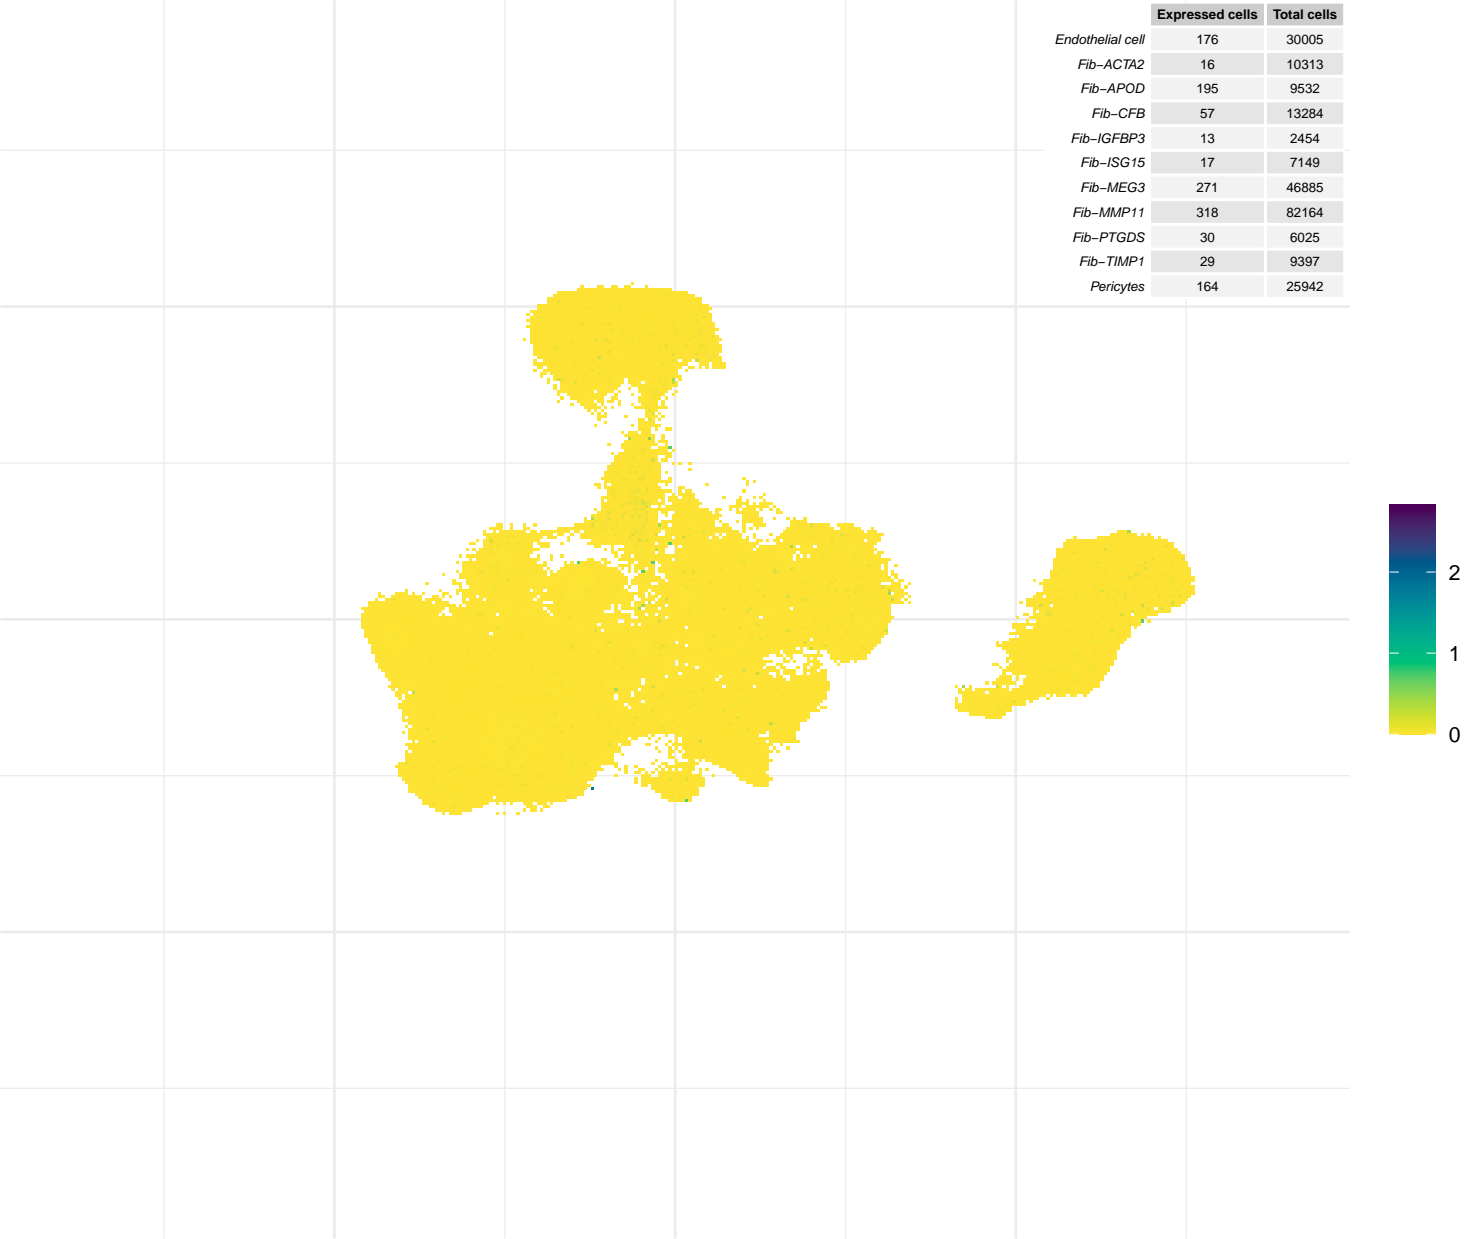 Expressed cells Total cells
Endothelial cell 176 30005
Fib−ACTA2 16 10313
Fib−APOD 195 9532
Fib−CFB 57 13284
Fib−IGFBP3 13 2454
Fib−ISG15 17 7149
Fib−MEG3 271 46885
Fib−MMP11 318 82164
Fib−PTGDS 30 6025
Fib−TIMP1 29 9397
Pericytes 164 25942
2
1
0